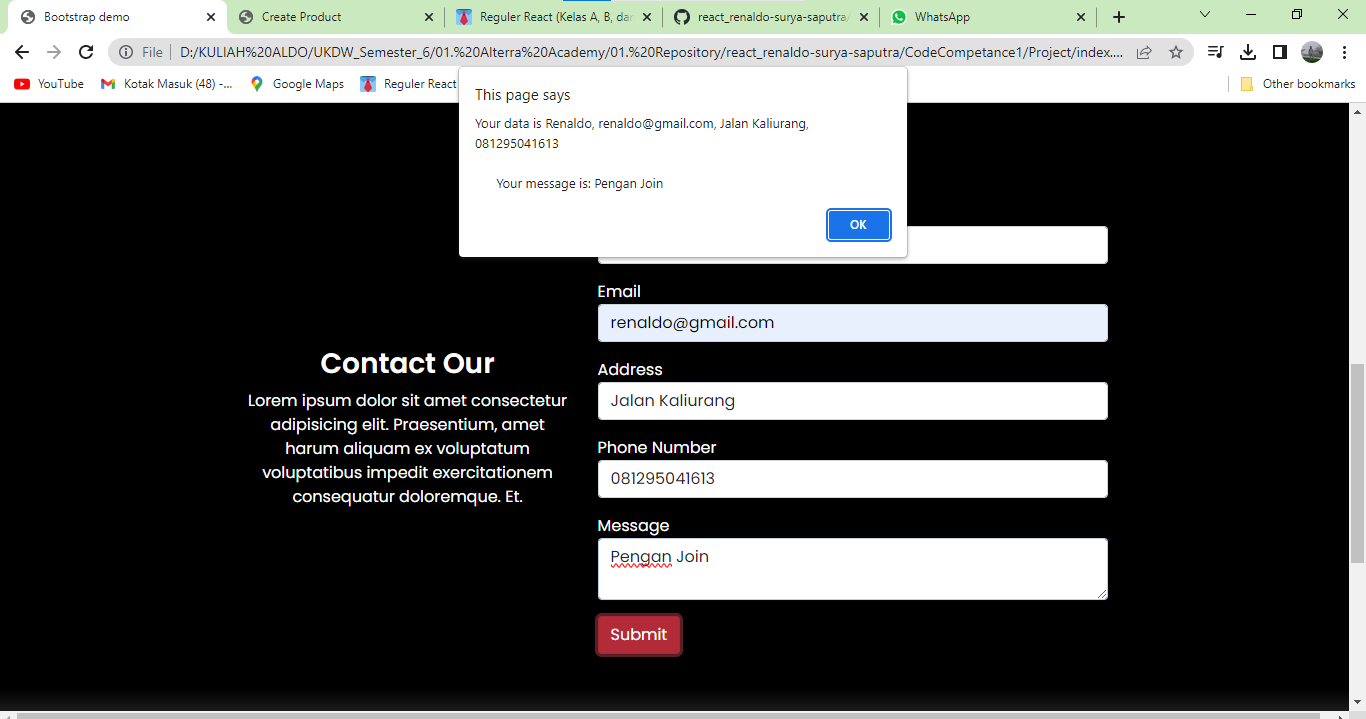 Bootstrap demo
Create Product
Reguler React (Kelas A, B, dar
react_renaldo-surya-saputra/
WhatsApp
File
D:/KULIAH%20ALDO/UKDW_Semester_6/01.%20Alterra%20Academy/01.%20Repository/react_renaldo-surya-saputra/CodeCompetance1/Project/index....
YouTube
Kotak Masuk (48) -...
Google Maps
Reguler React
Other bookmarks
This page says
Your data is Renaldo, renaldo@gmail.com, Jalan Kaliurang,
081295041613
Your message is: Pengan Join
OK
Contact Our
Lorem ipsum dolor sit amet consectetur
adipisicing elit. Praesentium, amet
harum aliquam ex voluptatum
voluptatibus impedit exercitationem
consequatur doloremque. Et.
Email
renaldo@gmail.com
Address
Jalan Kaliurang
Phone Number
081295041613
Message
Pengan Join
Submit